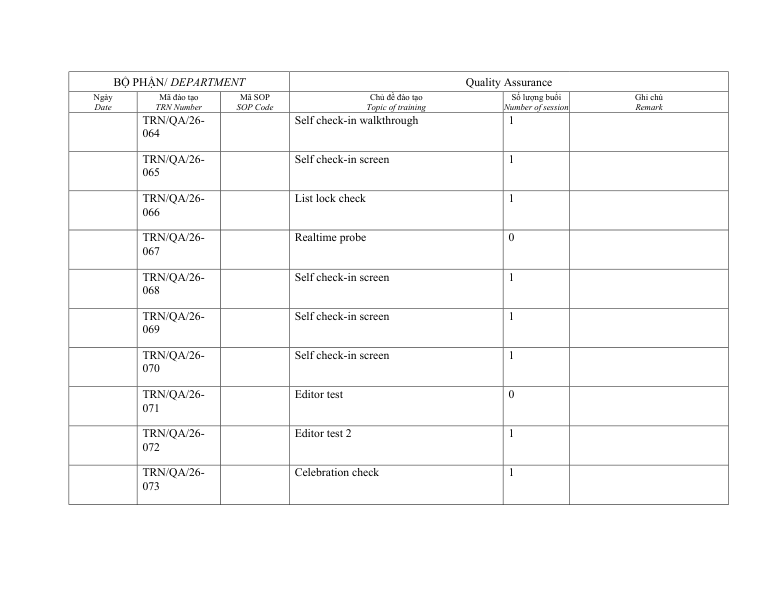 BỘ PHẬN/ DEPARTMENT Quality Assurance
Ngày Mã đào tạo Mã SOP Chủ đề đào tạo Số lượng buổi Ghi chú
Date TRN Number SOP Code Topic of training Number of session Remark
TRN/QA/26- Self check-in walkthrough 1
064
TRN/QA/26- Self check-in screen 1
065
TRN/QA/26- List lock check 1
066
TRN/QA/26- Realtime probe 0
067
TRN/QA/26- Self check-in screen 1
068
TRN/QA/26- Self check-in screen 1
069
TRN/QA/26- Self check-in screen 1
070
TRN/QA/26- Editor test 0
071
TRN/QA/26- Editor test 2 1
072
TRN/QA/26- Celebration check 1
073